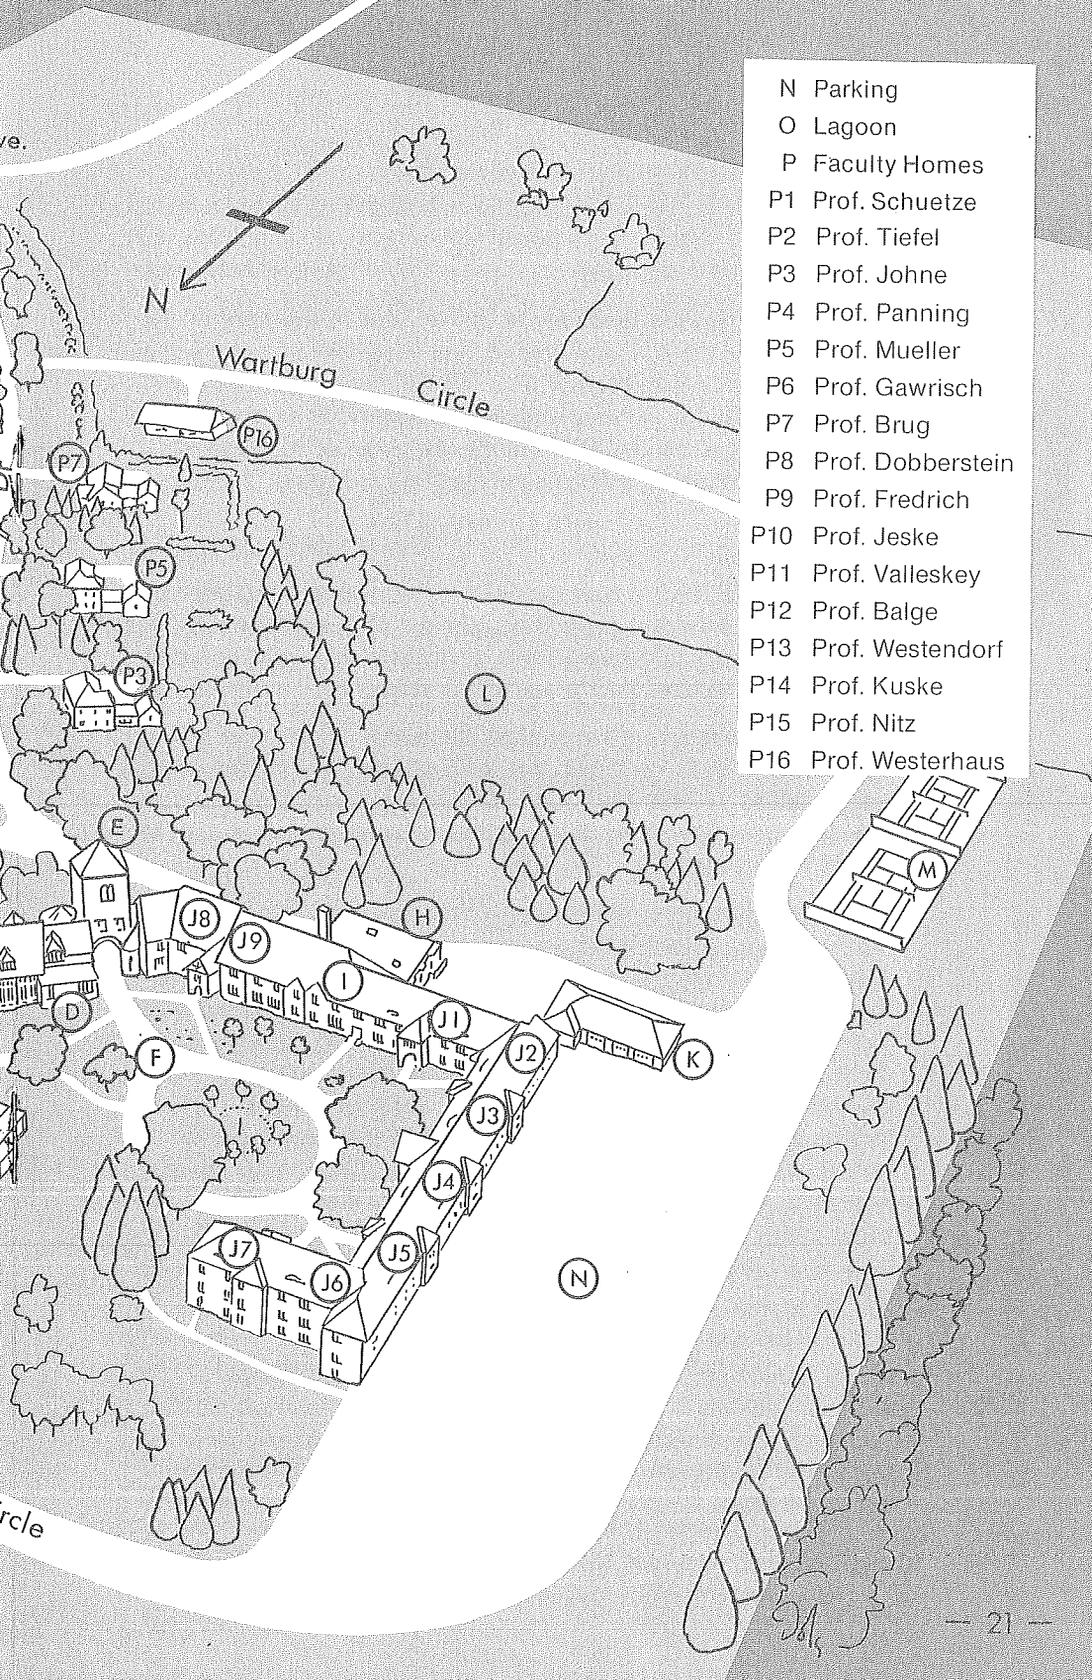 ve.
N Parking
O Lagoon
P Faculty Homes
P1 Prof. Schuetze
P2 Prof. Tiefel
P3 Prof. Johne
P4 Prof. Panning
P5 Prof. Mueller
P6 Prof. Gawrisch
P7 Prof. Brug
P8 Prof. Dobberstein
P9 Prof. Fredrich
P10 Prof. Jeske
P11 Prof. Valleskey
P12 Prof. Balge
P13 Prof. Westendorf
P14 Prof. Kuske
P15 Prof. Nitz
P16 Prof. Westerhaus
N
Wartburg Circle
P16
P7
P5
P3
L
E
M
J8
H
J9
I
D
J1
J2
F
K
J3
J4
J7
J5
J6
N
ircle
— 21 —